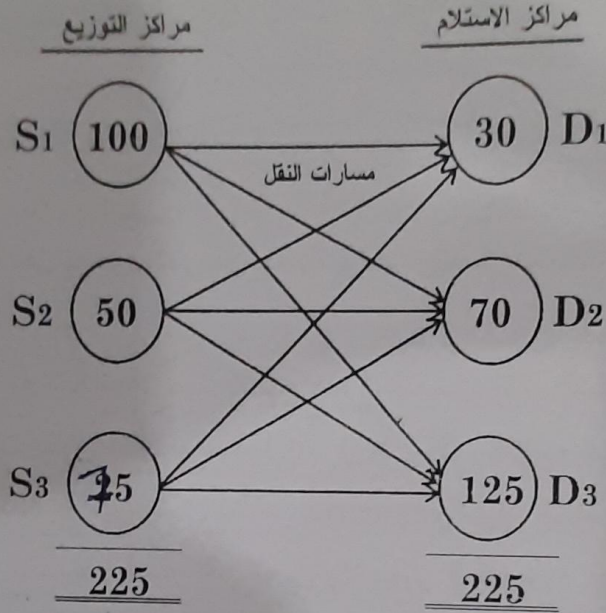 مراكز التوزيع مراكز الاستلام
S1 100 30 D1
مسارات النقل
S2 50 70 D2
S3 75 125 D3
225 225